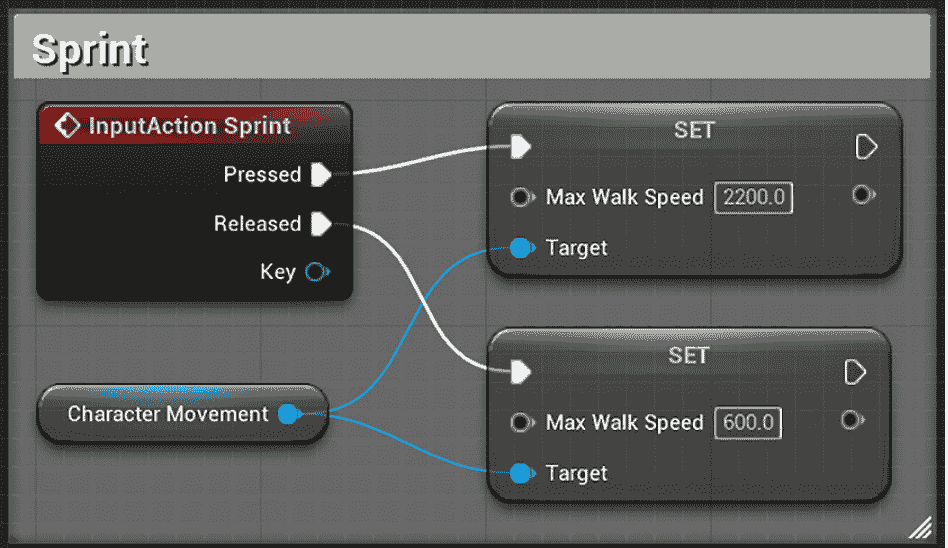 Sprint
InputAction Sprint
Pressed
Released
Key
Character Movement
SET
Max Walk Speed 2200.0
Target
SET
Max Walk Speed 600.0
Target